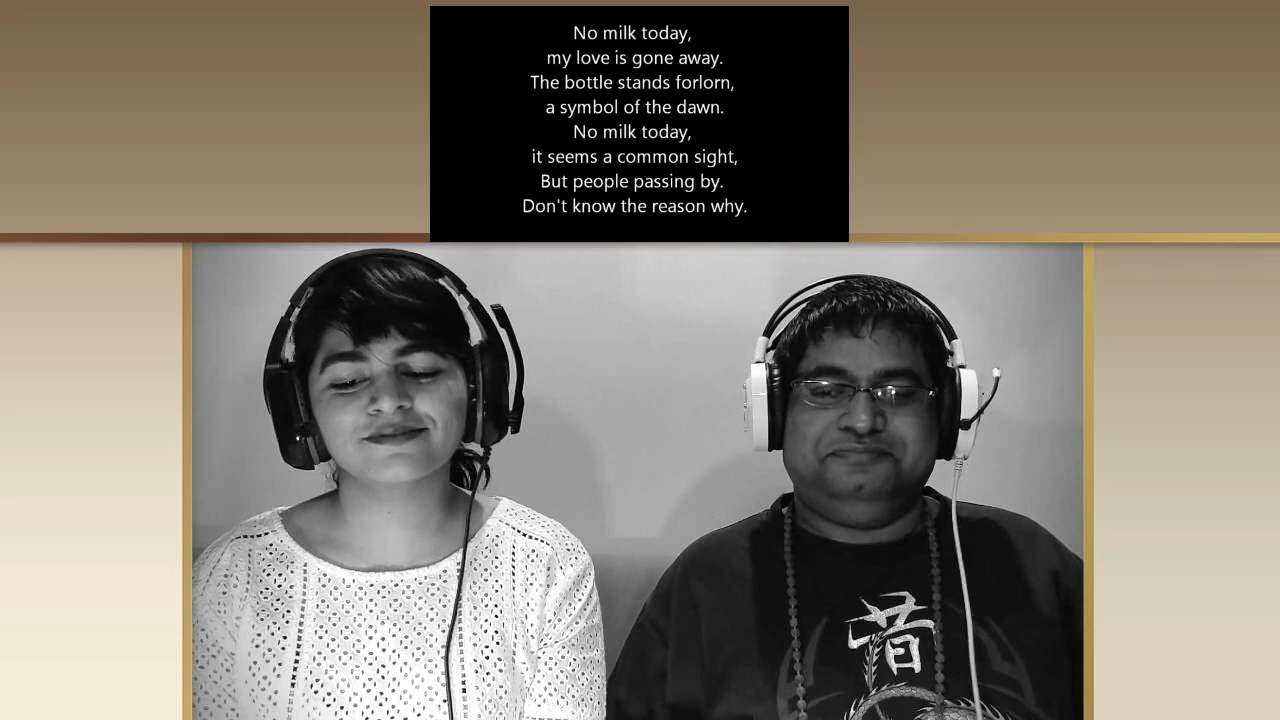 No milk today,
my love is gone away.
The bottle stands forlorn,
a symbol of the dawn.
No milk today,
it seems a common sight,
But people passing by.
Don't know the reason why.